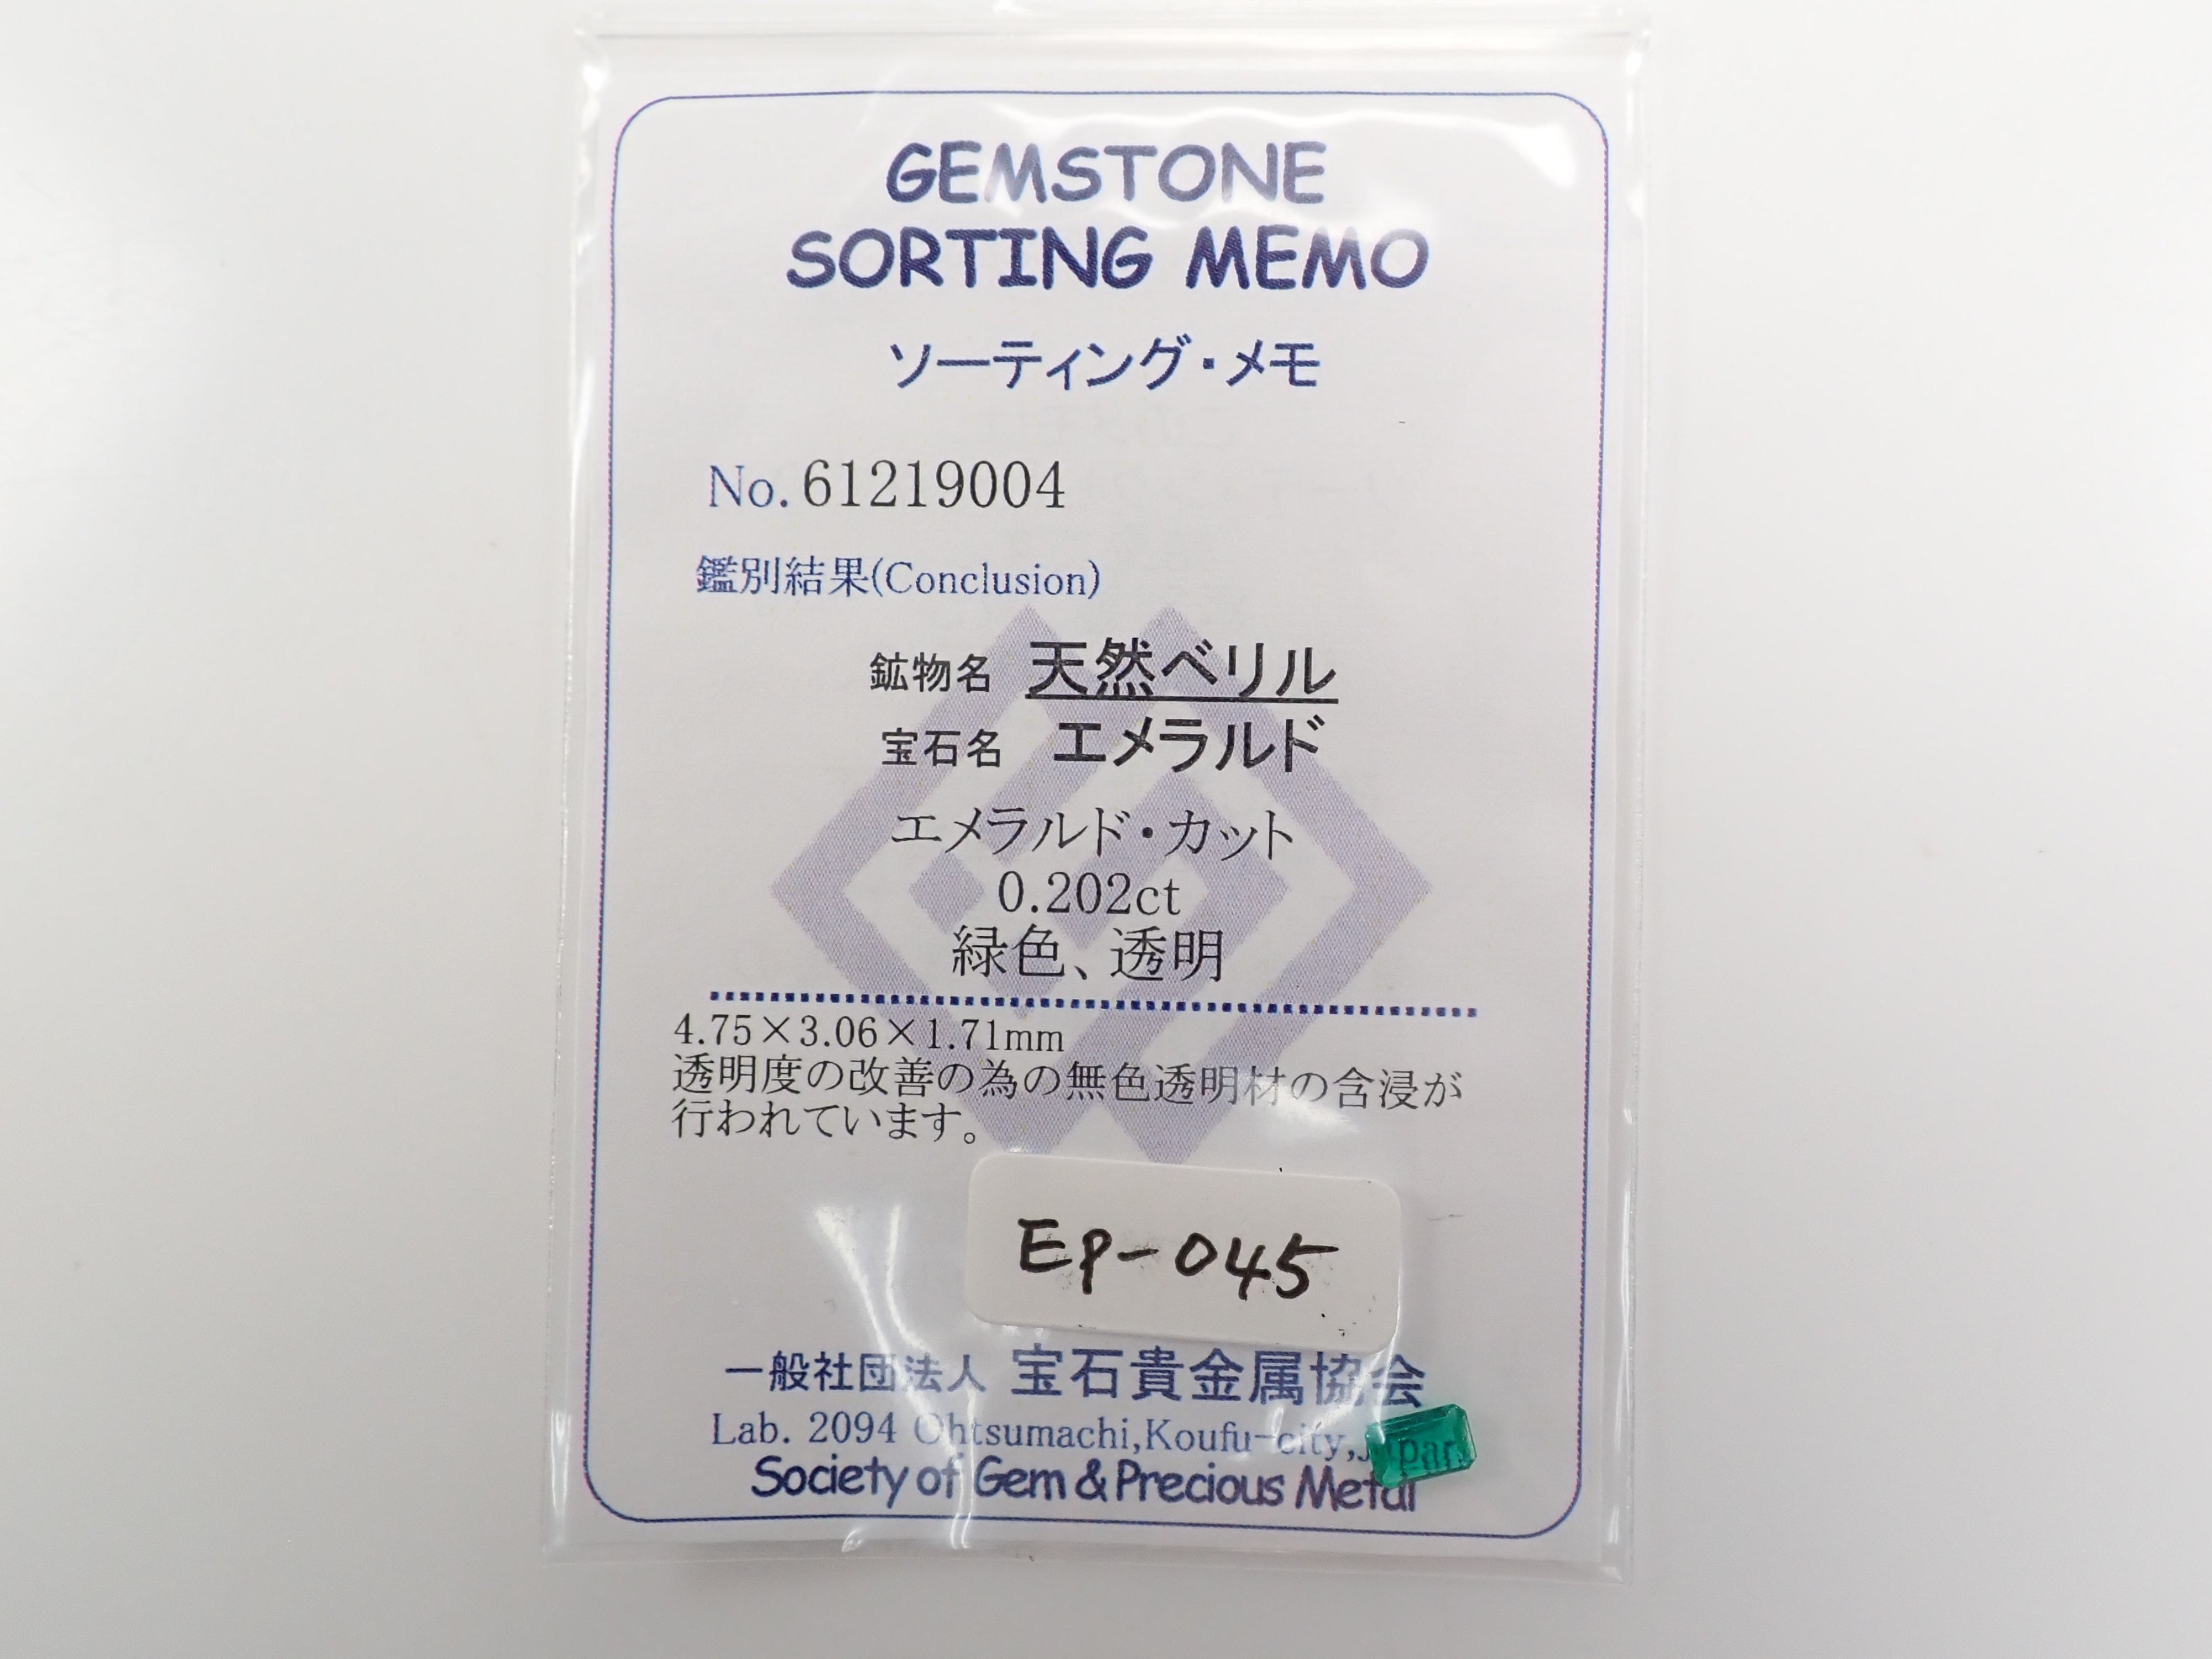 GEMSTONE
SORTING MEMO
ソーティング・メモ
No. 61219004
鑑別結果(Conclusion)
鉱物名 天然ベリル
宝石名 エメラルド
エメラルド・カット
0.202ct
緑色、透明
4.75×3.06×1.71mm
透明度の改善の為の無色透明材の含浸が
行われています。
EP-045
一般社団法人 宝石貴金属協会
Lab. 2094 Ohtsumachi,Koufu-city,Japan
Society of Gem & Precious Metal